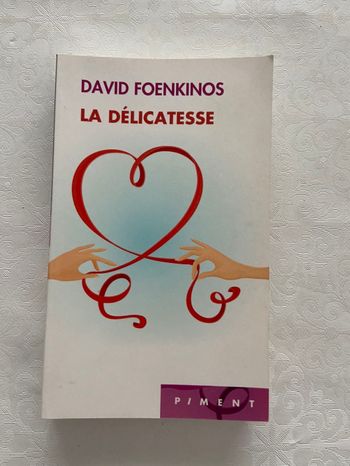 DAVID FOENKINOS
LA DÉLICATESSE
PIMENT